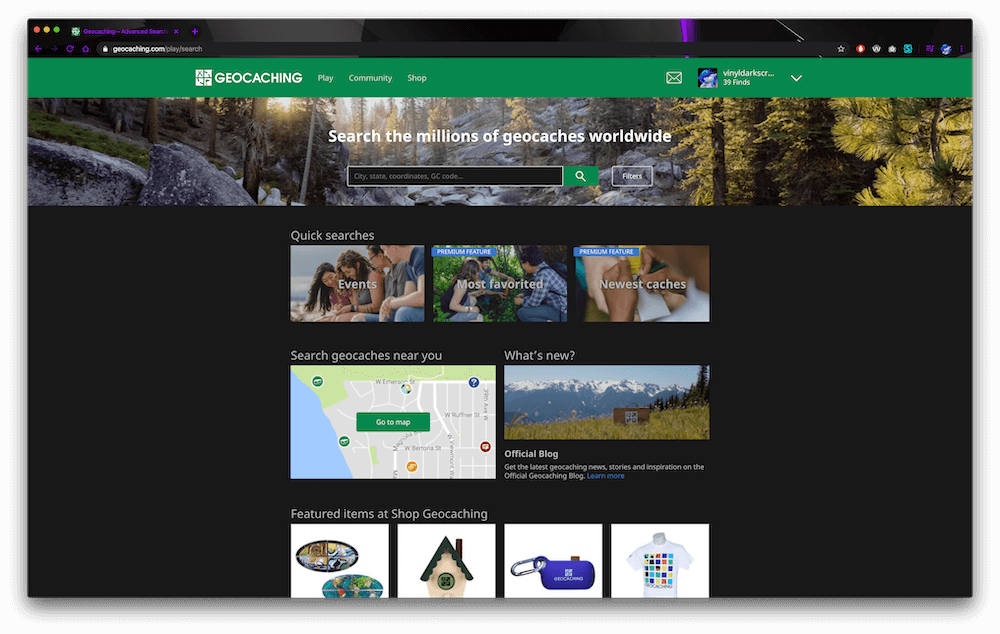 Geocaching – Advanced Search
geocaching.com/play/search
GEOCACHING
Play
Community
Shop
vinyldarkscr...
39 Finds
Search the millions of geocaches worldwide
City, state, coordinates, GC code...
Filters
Quick searches
Events
PREMIUM FEATURE
Most favorited
PREMIUM FEATURE
Newest caches
Search geocaches near you
W Emerson St
Go to map
W Ruffner St
39th Ave W
Magnolia
W Bertona St
Viewmont Way W
What's new?
Official Blog
Get the latest geocaching news, stories and inspiration on the
Official Geocaching Blog. Learn more
Featured items at Shop Geocaching
GEOCACHING
GEOCACHING